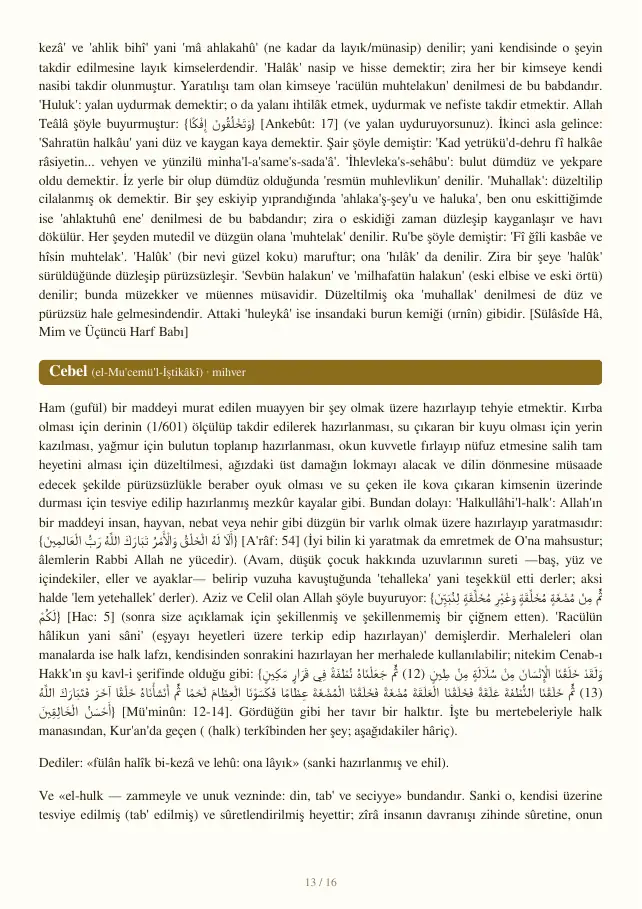 kezâ' ve 'ahlik bihî' yani 'mâ ahlakahû' (ne kadar da layık/münasip) denilir; yani kendisinde o şeyin
takdir edilmesine layık kimselerdendir. 'Halâk' nasip ve hisse demektir; zira her bir kimseye kendi
nasibi takdir olunmuştur. Yaratılışı tam olan kimseye 'racülün muhtelakun' denilmesi de bu babdandır.
'Huluk': yalan uydurmak demektir; o da yalanı ihtilâk etmek, uydurmak ve nefiste takdir etmektir. Allah
Teâlâ şöyle buyurmuştur: {وَتَخْلُقُونَ إِفْكًا} [Ankebût: 17] (ve yalan uyduruyorsunuz). İkinci asla gelince:
'Sahratün halkâu' yani düz ve kaygan kaya demektir. Şair şöyle demiştir: 'Kad yetrükü'd-dehru fî halkâe
râsiyetin... vehyen ve yünzilü minha'l-a'same's-sada'â'. 'İhlevleka's-sehâbu': bulut dümdüz ve yekpare
oldu demektir. İz yerle bir olup dümdüz olduğunda 'resmün muhlevlikun' denilir. 'Muhallak': düzeltilip
cilalanmış ok demektir. Bir şey eskiyip yıprandığında 'ahlaka'ş-şey'u ve haluka', ben onu eskittiğimde
ise 'ahlaktuhû ene' denilmesi de bu babdandır; zira o eskidiği zaman düzleşip kayganlaşır ve havı
dökülür. Her şeyden mutedil ve düzgün olana 'muhtelak' denilir. Ru'be şöyle demiştir: 'Fî ğîli kasbâe ve
hîsin muhtelak'. 'Halûk' (bir nevi güzel koku) maruftur; ona 'hılâk' da denilir. Zira bir şeye 'halûk'
sürüldüğünde düzleşip pürüzsüzleşir. 'Sevbün halakun' ve 'milhafatün halakun' (eski elbise ve eski örtü)
denilir; bunda müzekker ve müennes müsavidir. Düzeltilmiş oka 'muhallak' denilmesi de düz ve
pürüzsüz hale gelmesindendir. Attaki 'huleykâ' ise insandaki burun kemiği (ırnîn) gibidir. [Sülâsîde Hâ,
Mim ve Üçüncü Harf Babı]
Cebel (el-Mu'cemü'l-İştikâkî) · mihver
Ham (gufül) bir maddeyi murat edilen muayyen bir şey olmak üzere hazırlayıp tehyie etmektir. Kırba
olması için derinin (1/601) ölçülüp takdir edilerek hazırlanması, su çıkaran bir kuyu olması için yerin
kazılması, yağmur için bulutun toplanıp hazırlanması, okun kuvvetle fırlayıp nüfuz etmesine salih tam
heyetini alması için düzeltilmesi, ağızdaki üst damağın lokmayı alacak ve dilin dönmesine müsaade
edecek şekilde pürüzsüzlükle beraber oyuk olması ve su çeken ile kova çıkaran kimsenin üzerinde
durması için tesviye edilip hazırlanmış mezkûr kayalar gibi. Bundan dolayı: 'Halkullâhi'l-halk': Allah'ın
bir maddeyi insan, hayvan, nebat veya nehir gibi düzgün bir varlık olmak üzere hazırlayıp yaratmasıdır:
{أَلَا لَهُ الْخَلْقُ وَالْأَمْرُ تَبَارَكَ اللَّهُ رَبُّ الْعَالَمِينَ} [A'râf: 54] (İyi bilin ki yaratmak da emretmek de O'na mahsustur;
âlemlerin Rabbi Allah ne yücedir). (Avam, düşük çocuk hakkında uzuvlarının sureti —baş, yüz ve
içindekiler, eller ve ayaklar— belirip vuzuha kavuştuğunda 'tehalleka' yani teşekkül etti derler; aksi
halde 'lem yetehallek' derler). Aziz ve Celil olan Allah şöyle buyuruyor: {ثُمَّ مِنْ مُضْغَةٍ مُخَلَّقَةٍ وَغَيْرِ مُخَلَّقَةٍ لِنُبَيِّنَ
لَكُمْ} [Hac: 5] (sonra size açıklamak için şekillenmiş ve şekillenmemiş bir çiğnem etten). 'Racülün
hâlikun yani sâni' (eşyayı heyetleri üzere terkip edip hazırlayan)' demişlerdir. Merhaleleri olan
manalarda ise halk lafzı, kendisinden sonrakini hazırlayan her merhalede kullanılabilir; nitekim Cenab-ı
Hakk'ın şu kavl-i şerifinde olduğu gibi: {وَلَقَدْ خَلَقْنَا الْإِنْسَانَ مِنْ سُلَالَةٍ مِنْ طِينٍ (12) ثُمَّ جَعَلْنَاهُ نُطْفَةً فِي قَرَارٍ مَكِينٍ
(13) ثُمَّ خَلَقْنَا النُّطْفَةَ عَلَقَةً فَخَلَقْنَا الْعَلَقَةَ مُضْغَةً فَخَلَقْنَا الْمُضْغَةَ عِظَامًا فَكَسَوْنَا الْعِظَامَ لَحْمًا ثُمَّ أَنْشَأْنَاهُ خَلْقًا آخَرَ فَتَبَارَكَ اللَّهُ
أَحْسَنُ الْخَالِقِينَ} [Mü'minûn: 12-14]. Gördüğün gibi her tavır bir halktır. İşte bu mertebeleriyle halk
manasından, Kur'an'da geçen ( (halk) terkîbinden her şey; aşağıdakiler hâriç).
Dediler: «fülân halîk bi-kezâ ve lehû: ona lâyık» (sanki hazırlanmış ve ehil).
Ve «el-hulk — zammeyle ve unuk vezninde: din, tab' ve seciyye» bundandır. Sanki o, kendisi üzerine
tesviye edilmiş (tab' edilmiş) ve sûretlendirilmiş heyettir; zîrâ insanın davranışı zihinde sûretine, onun
13 / 16